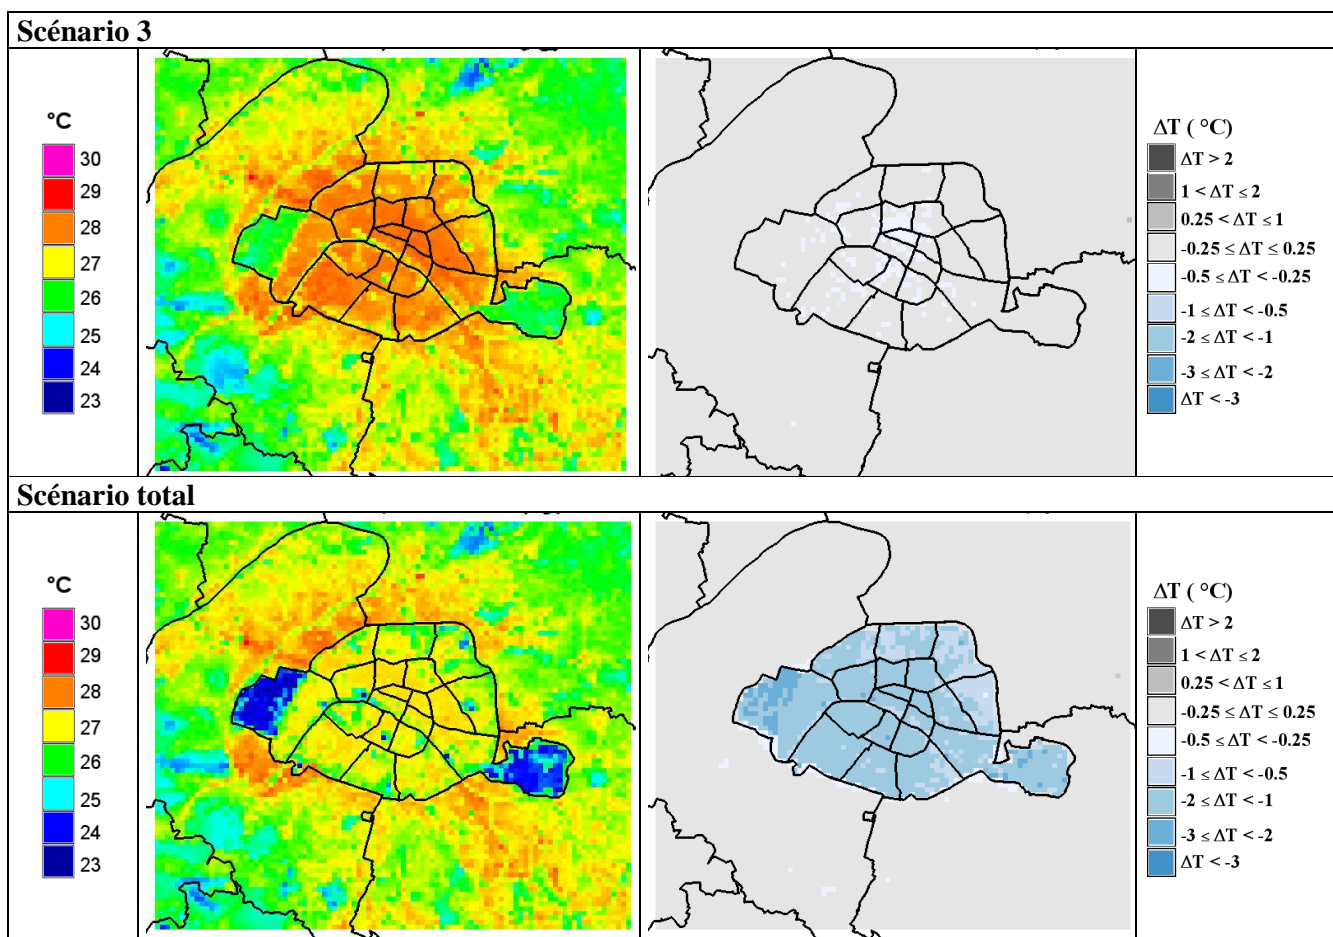 Scénario 3
°C
30
29
28
27
26
25
24
23
ΔT ( °C)
ΔT > 2
1 < ΔT ≤ 2
0.25 < ΔT ≤ 1
-0.25 ≤ ΔT ≤ 0.25
-0.5 ≤ ΔT < -0.25
-1 ≤ ΔT < -0.5
-2 ≤ ΔT < -1
-3 ≤ ΔT < -2
ΔT < -3
Scénario total
°C
30
29
28
27
26
25
24
23
ΔT ( °C)
ΔT > 2
1 < ΔT ≤ 2
0.25 < ΔT ≤ 1
-0.25 ≤ ΔT ≤ 0.25
-0.5 ≤ ΔT < -0.25
-1 ≤ ΔT < -0.5
-2 ≤ ΔT < -1
-3 ≤ ΔT < -2
ΔT < -3